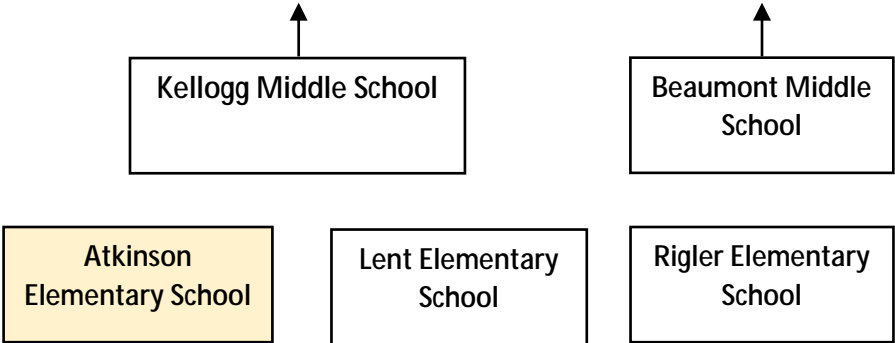 Kellogg Middle School
Beaumont Middle
School
Atkinson
Elementary School
Lent Elementary
School
Rigler Elementary
School